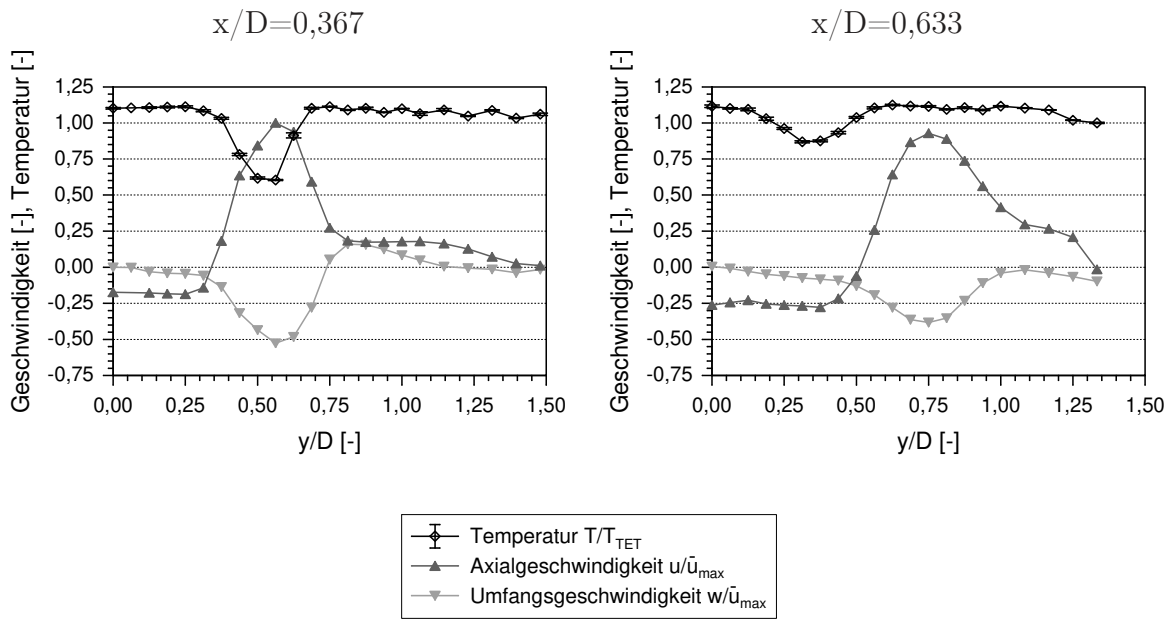 x/D=0,367
x/D=0,633
Geschwindigkeit [-], Temperatur [-]
1,25
1,00
0,75
0,50
0,25
0,00
-0,25
-0,50
-0,75
0,00 0,25 0,50 0,75 1,00 1,25 1,50
y/D [-]
Geschwindigkeit [-], Temperatur [-]
1,25
1,00
0,75
0,50
0,25
0,00
-0,25
-0,50
-0,75
0,00 0,25 0,50 0,75 1,00 1,25 1,50
y/D [-]
Temperatur T/T_TET
Axialgeschwindigkeit u/ū_max
Umfangsgeschwindigkeit w/ū_max